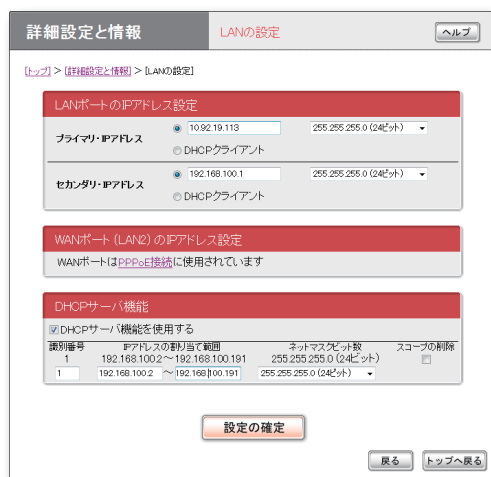 詳細設定と情報
LANの設定
ヘルプ
[トップ] > [詳細設定と情報] > [LANの設定]
LANポートのIPアドレス設定
プライマリ・IPアドレス
10.92.19.113 255.255.255.0 (24ビット)
DHCPクライアント
セカンダリ・IPアドレス
192.168.100.1 255.255.255.0 (24ビット)
DHCPクライアント
WANポート (LAN2) のIPアドレス設定
WANポートはPPPoE接続に使用されています
DHCPサーバ機能
DHCPサーバ機能を使用する
識別番号 IPアドレスの割り当て範囲 ネットマスクビット数 スコープの削除
1 192.168.100.2~192.168.100.191 255.255.255.0 (24ビット)
1 192.168.100.2 ~ 192.168.100.191 255.255.255.0 (24ビット)
設定の確定
戻る トップへ戻る